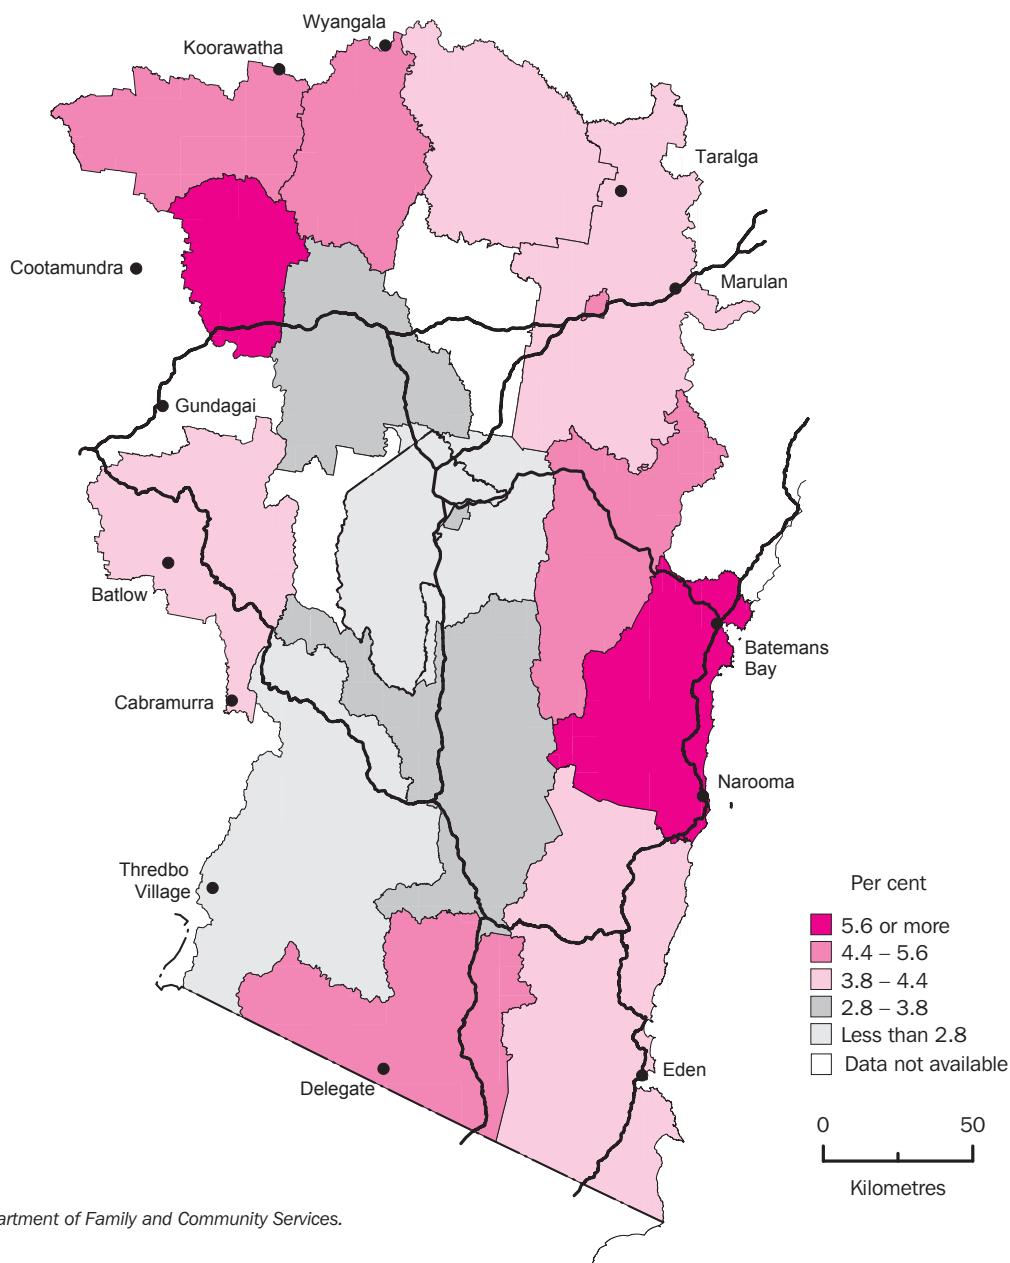 Wyangala
Koorawatha
Taralga
Cootamundra
Marulan
Gundagai
Batlow
Batemans
Bay
Cabramurra
Narooma
Thredbo
Village
Per cent
5.6 or more
4.4 – 5.6
3.8 – 4.4
2.8 – 3.8
Less than 2.8
Data not available
Eden
Delegate
0 50
Kilometres
artment of Family and Community Services.